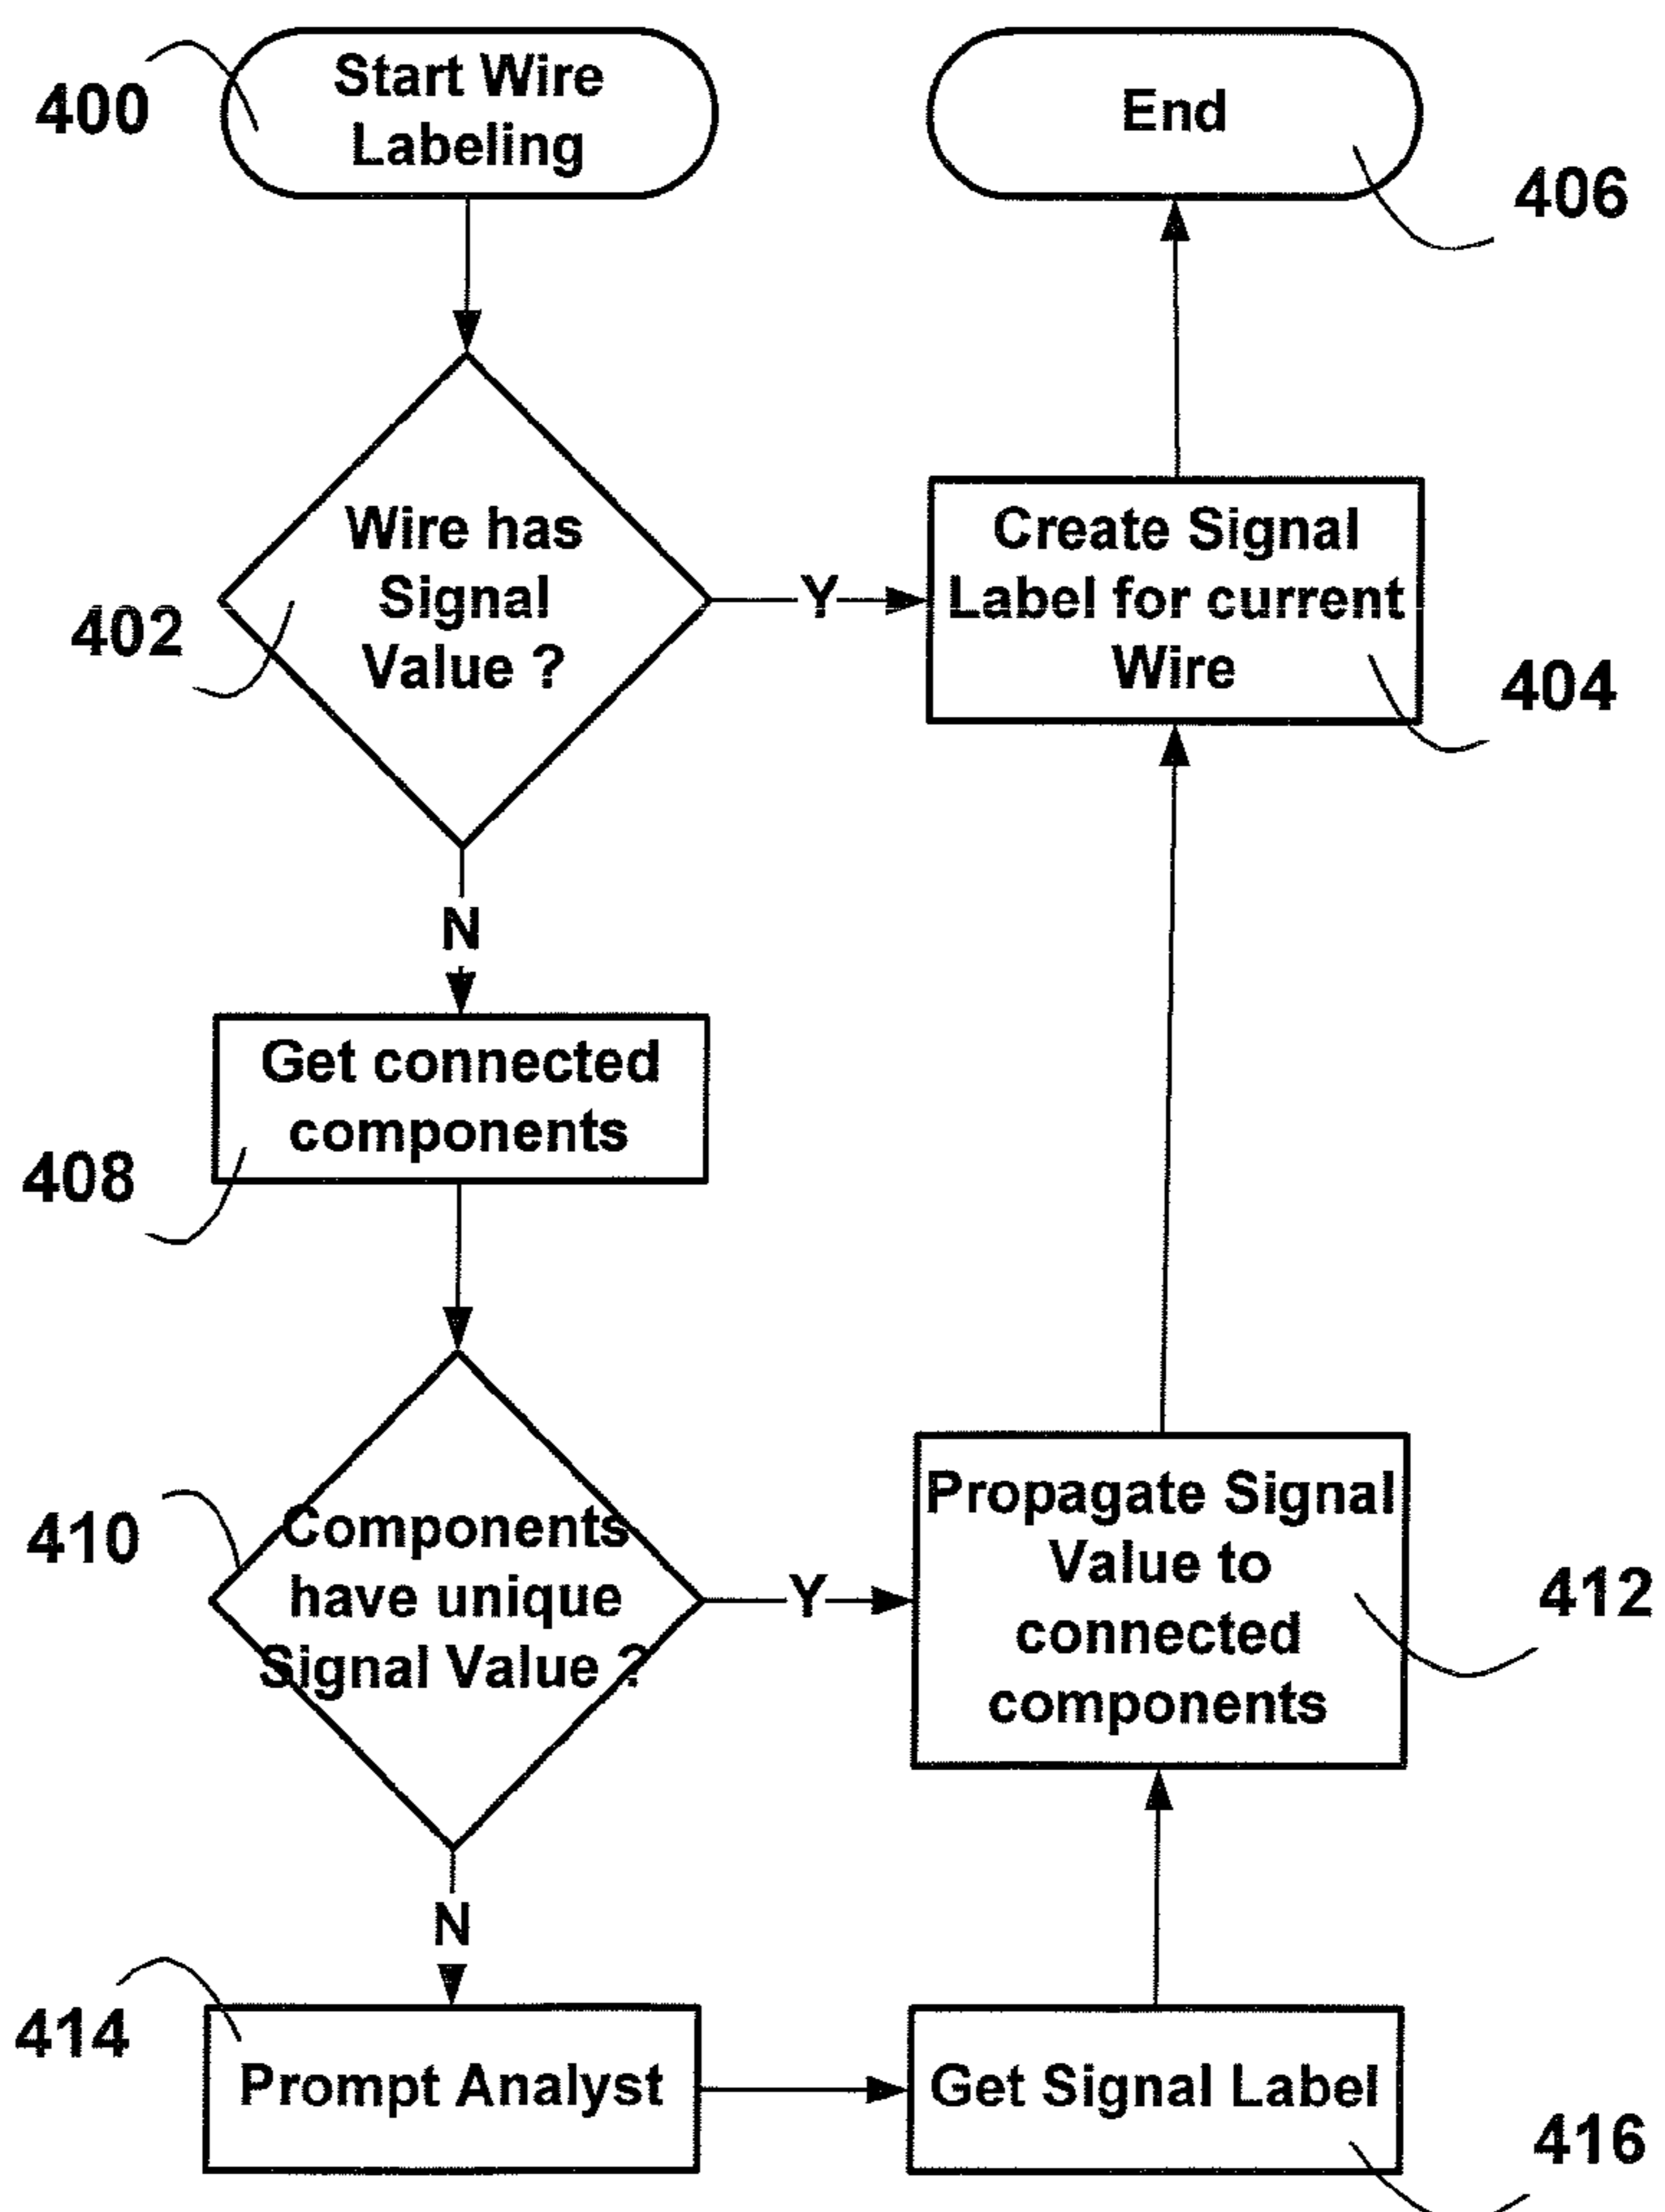 400
Start Wire
Labeling
End
406
402
Wire has
Signal
Value ?
Y
Create Signal
Label for current
Wire
404
N
408
Get connected
components
410
Components
have unique
Signal Value ?
Y
Propagate Signal
Value to
connected
components
412
N
414
Prompt Analyst
Get Signal Label
416